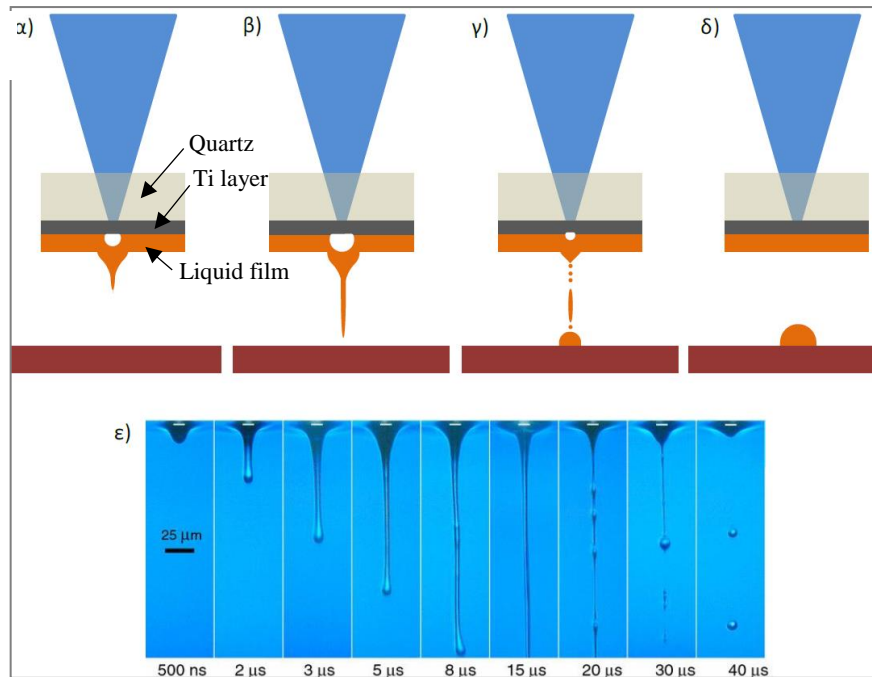 α) β) γ) δ)
Quartz
Ti layer
Liquid film
ε)
25 μm
500 ns 2 μs 3 μs 5 μs 8 μs 15 μs 20 μs 30 μs 40 μs